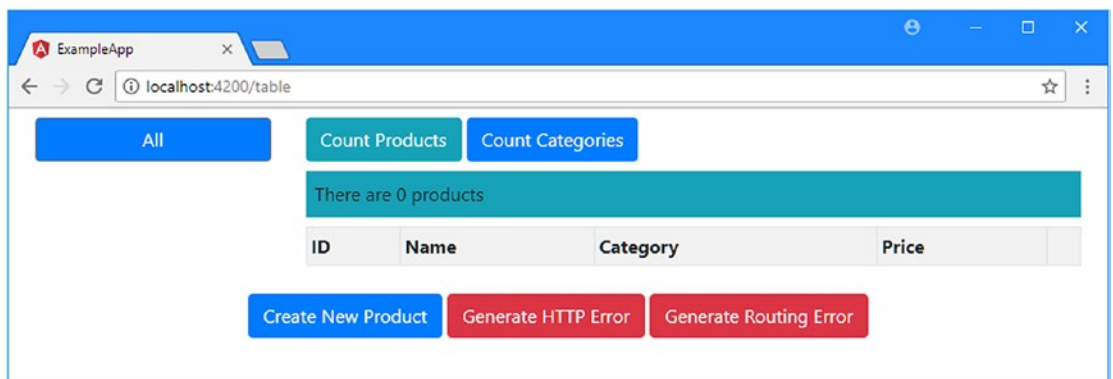 ExampleApp
localhost:4200/table
All
Count Products
Count Categories
There are 0 products
ID Name Category Price
Create New Product
Generate HTTP Error
Generate Routing Error